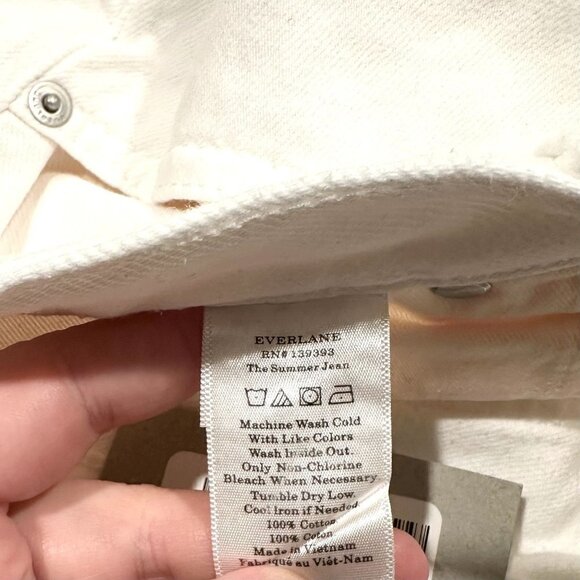 EVERLANE
RN# 139393
The Summer Jean
Machine Wash Cold
With Like Colors
Wash Inside Out.
Only Non-Chlorine
Bleach When Necessary
Tumble Dry Low
Cool Iron if Needed
100% Cotton
100% Coton
Made in Vietnam
Fabriqué au Viet-Nam